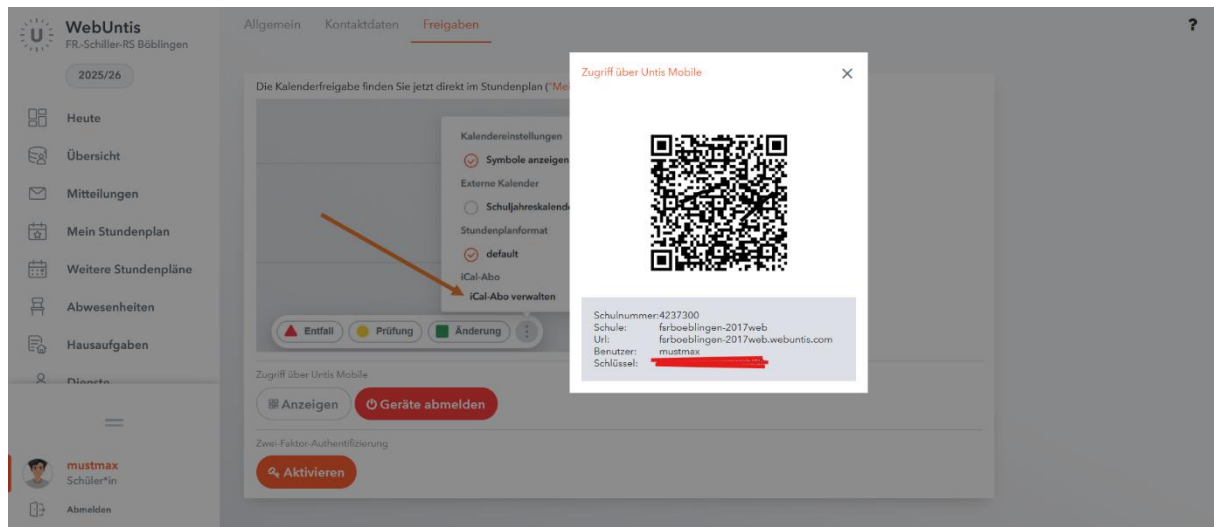 WebUntis
FR.-Schiller-RS Böblingen
2025/26
Heute
Übersicht
Mitteilungen
Mein Stundenplan
Weitere Stundenpläne
Abwesenheiten
Hausaufgaben
Dienste
mustmax
Schüler*in
Abmelden
Allgemein Kontaktdaten Freigaben
?
Die Kalenderfreigabe finden Sie jetzt direkt im Stundenplan
Kalendereinstellungen
Symbole anzeigen
Externe Kalender
Stundenplanformat
default
iCal-Abo
iCal-Abo verwalten
Entfall Prüfung Änderung
Zugriff über Untis Mobile
Anzeigen Geräte abmelden
Zwei-Faktor-Authentifizierung
Aktivieren
Zugriff über Untis Mobile
Schulnummer:4237300
Schule: fsrboeblingen-2017web
Url: fsrboeblingen-2017web.webuntis.com
Benutzer: mustmax
Schlüssel: